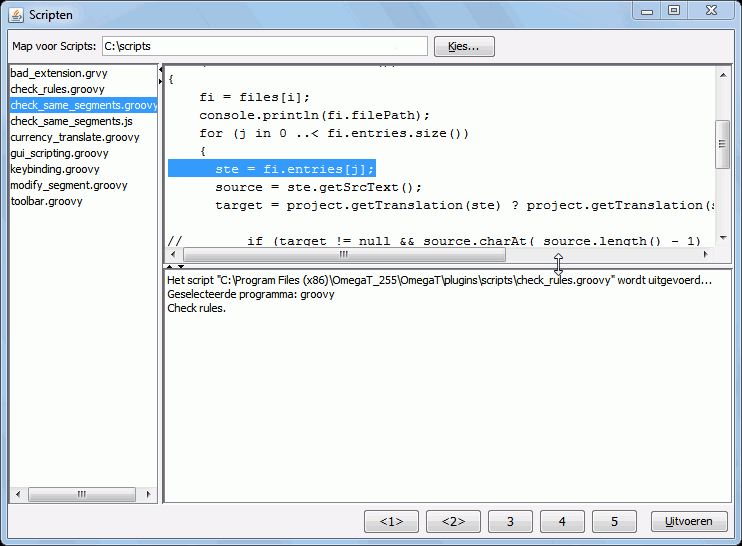 Scripten
Map voor Scripts: C:\scripts Kies...
bad_extension.grvy
check_rules.groovy
check_same_segments.groovy
check_same_segments.js
currency_translate.groovy
gui_scripting.groovy
keybinding.groovy
modify_segment.groovy
toolbar.groovy
{
fi = files[i];
console.println(fi.filePath);
for (j in 0 ..< fi.entries.size())
{
ste = fi.entries[j];
source = ste.getSrcText();
target = project.getTranslation(ste) ? project.getTranslation(s
// if (target != null && source.charAt( source.length() - 1)
Het script "C:\Program Files (x86)\OmegaT_255\OmegaT\plugins\scripts\check_rules.groovy" wordt uitgevoerd...
Geselecteerde programma: groovy
Check rules.
<1> <2> 3 4 5 Uitvoeren